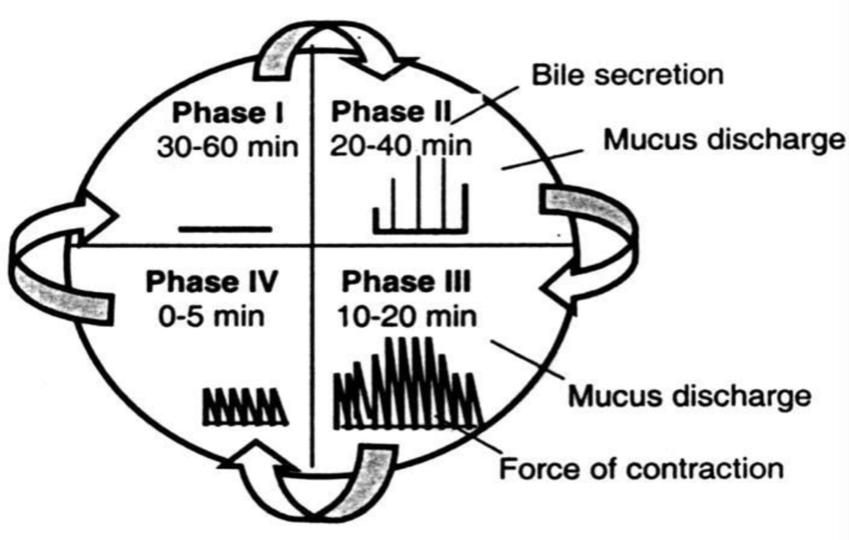 Phase I
30-60 min
Phase II
20-40 min
Bile secretion
Mucus discharge
Phase IV
0-5 min
Phase III
10-20 min
Mucus discharge
Force of contraction